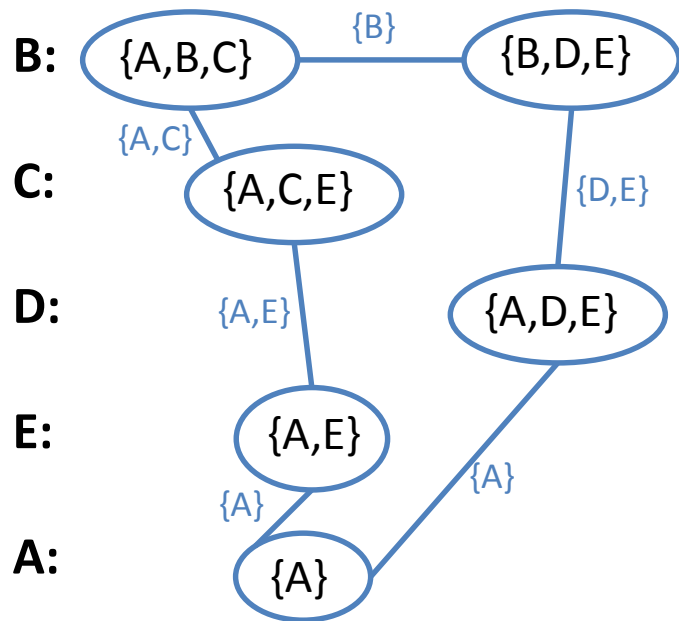 B: {A,B,C} {B} {B,D,E}
{A,C}
C: {A,C,E} {D,E}
D: {A,E} {A,D,E}
E: {A,E}
{A} {A}
A: {A}